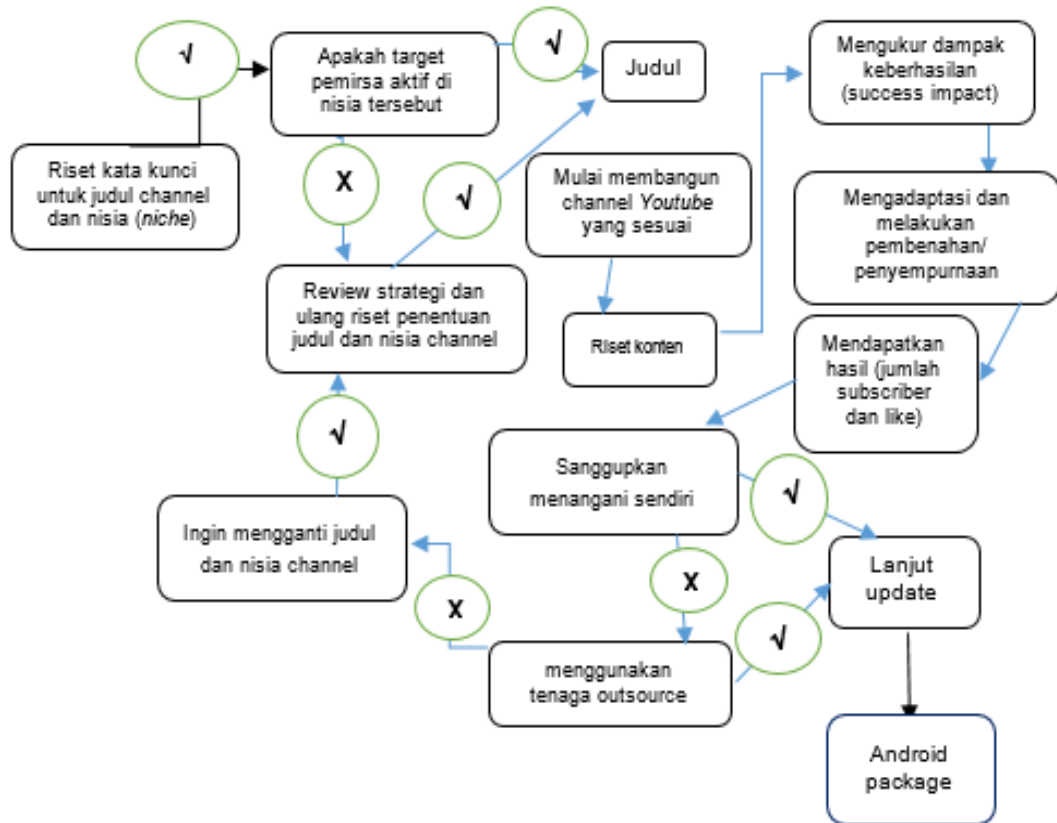 √
Apakah target
pemirsa aktif di
nisia tersebut
√
Judul
Mengukur dampak
keberhasilan
(success impact)
Riset kata kunci
untuk judul channel
dan nisia (niche)
X
√
Mulai membangun
channel Youtube
yang sesuai
Mengadaptasi dan
melakukan
pembenahan/
penyempurnaan
Review strategi dan
ulang riset penentuan
judul dan nisia channel
Riset konten
Mendapatkan
hasil (jumlah
subscriber
dan like)
√
Sanggupkan
menangani sendiri
√
Ingin mengganti judul
dan nisia channel
X
X
Lanjut
update
√
menggunakan
tenaga outsource
Android
package